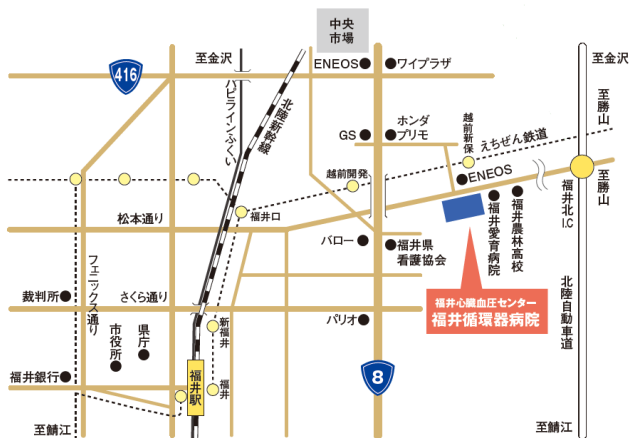 中央
市場
至金沢
ENEOS
ワイプラザ
至金沢
416
ハピラインふくい
北陸新幹線
至勝山
GS
ホンダ
プリモ
越前新保
えちぜん鉄道
越前開発
ENEOS
至勝山
福井口
松本通り
福井北I.C
福井愛育病院
福井農林高校
バロー
福井県
看護協会
フェニックス通り
裁判所
さくら通り
新福井
パリオ
福井心臓血圧センター
福井循環器病院
北陸自動車道
市役所
県庁
福井銀行
福井駅
福井
8
至鯖江
至鯖江